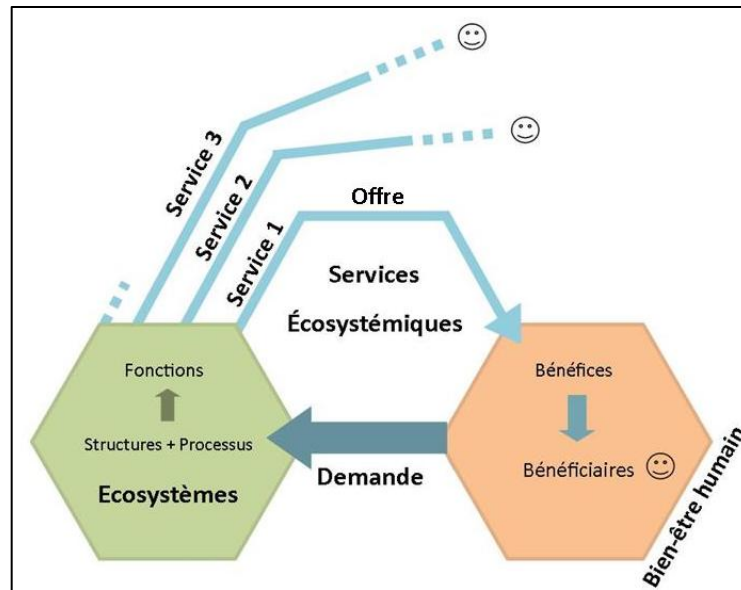 Service 3
Service 2
Service 1
Offre
Services
Écosystémiques
Fonctions
Structures + Processus
Ecosystèmes
Demande
Bénéfices
Bénéficiaires
Bien-être humain